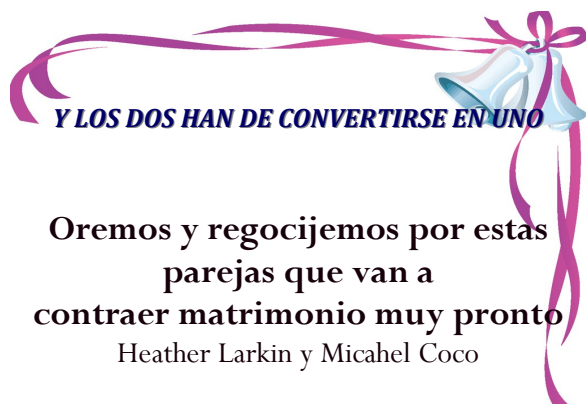 Y LOS DOS HAN DE CONVERTIRSE EN UNO
Oremos y regocijemos por estas
parejas que van a
contraer matrimonio muy pronto
Heather Larkin y Micahel Coco